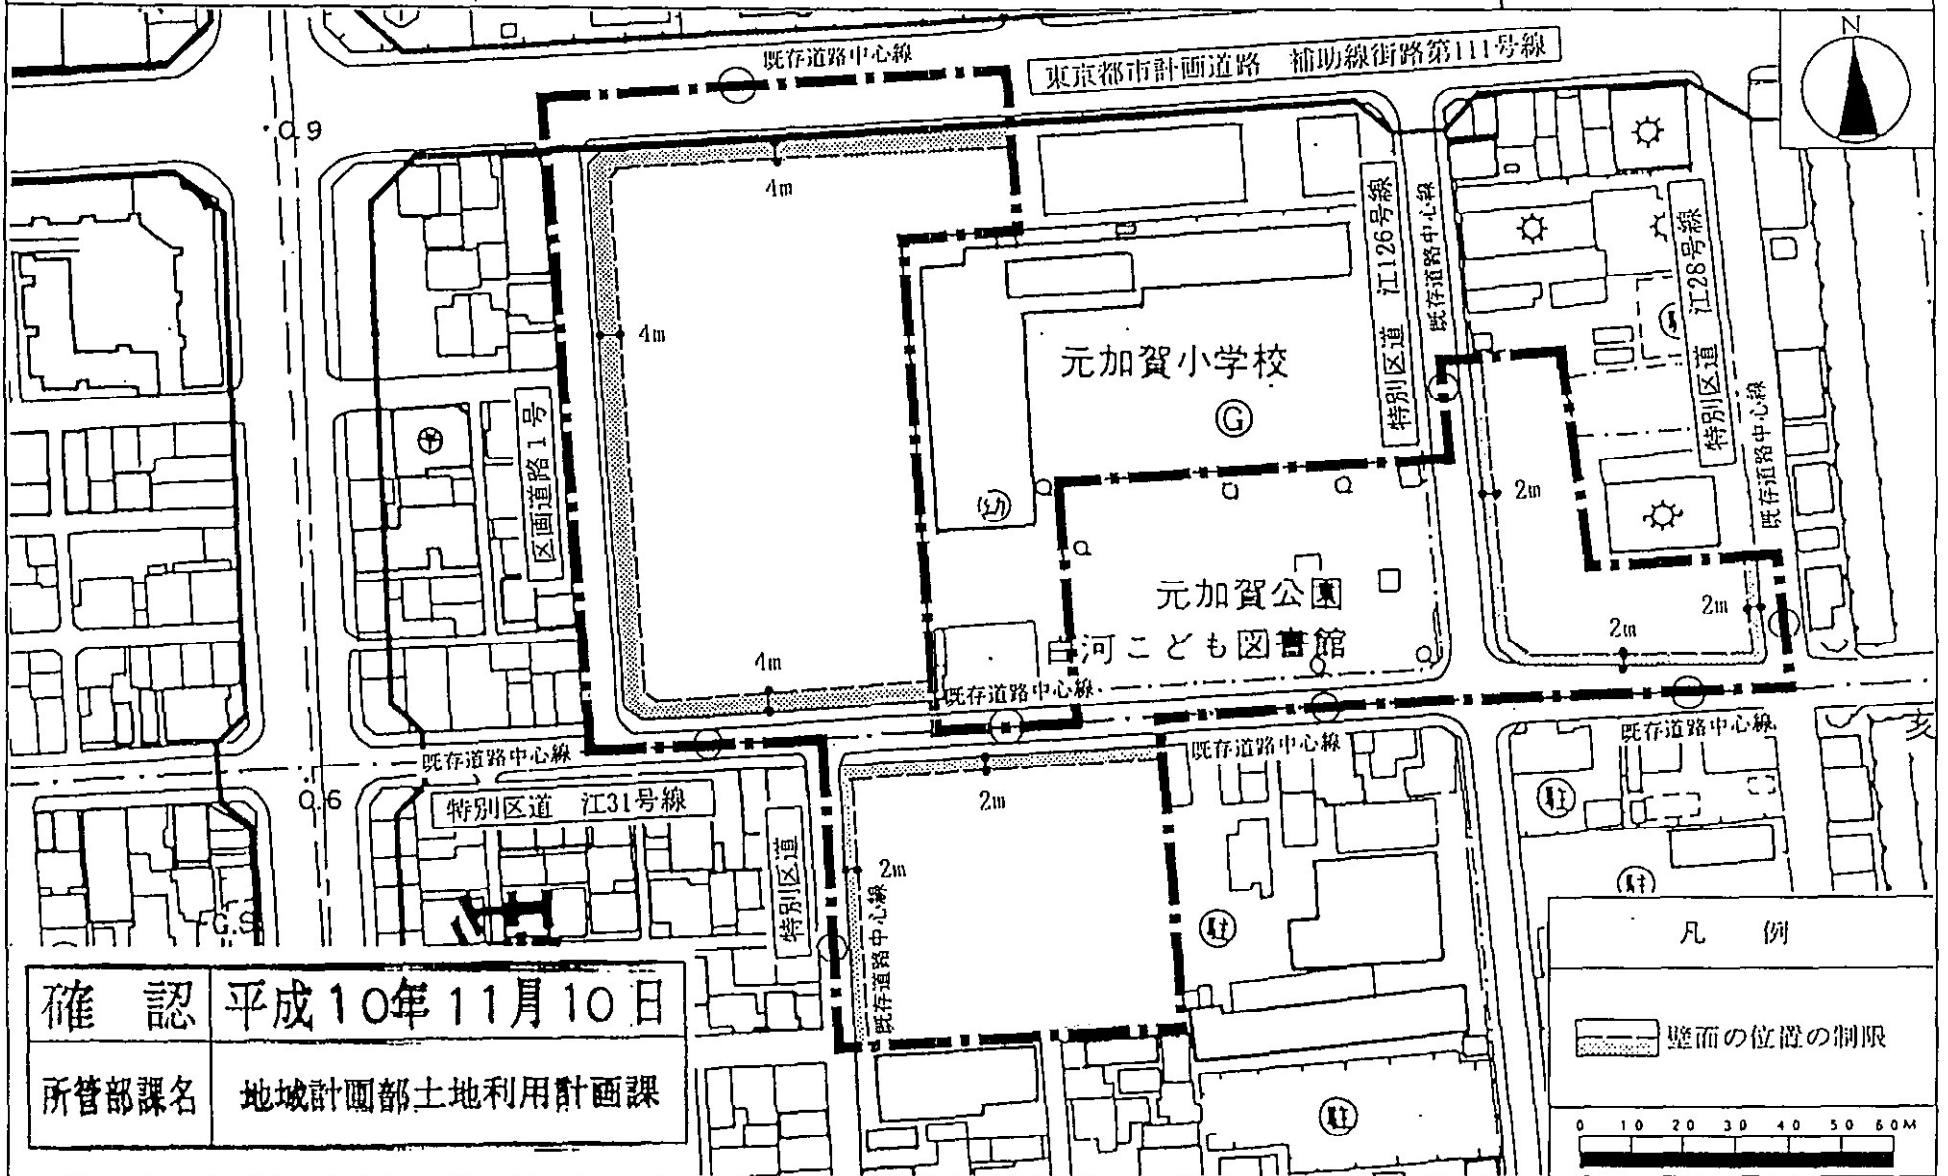 N
既存道路中心線
東京都市計画道路 補助線街路第111号線
0.9
4m
特別区道 江126号線
既存道路中心線
特別区道 江28号線
既存道路中心線
4m
元加賀小学校
G
区画道路1号
幼
2m
元加賀公園
白河こども図書館
2m
2m
4m
既存道路中心線
既存道路中心線
既存道路中心線
既存道路中心線
0.6
特別区道 江31号線
2m
駐
特別区道
2m
既存道路中心線
駐
駐
G.S
凡 例
壁面の位置の制限
確 認 平成10年11月10日
所管部課名 地域計画部土地利用計画課
駐
0 10 20 30 40 50 60M